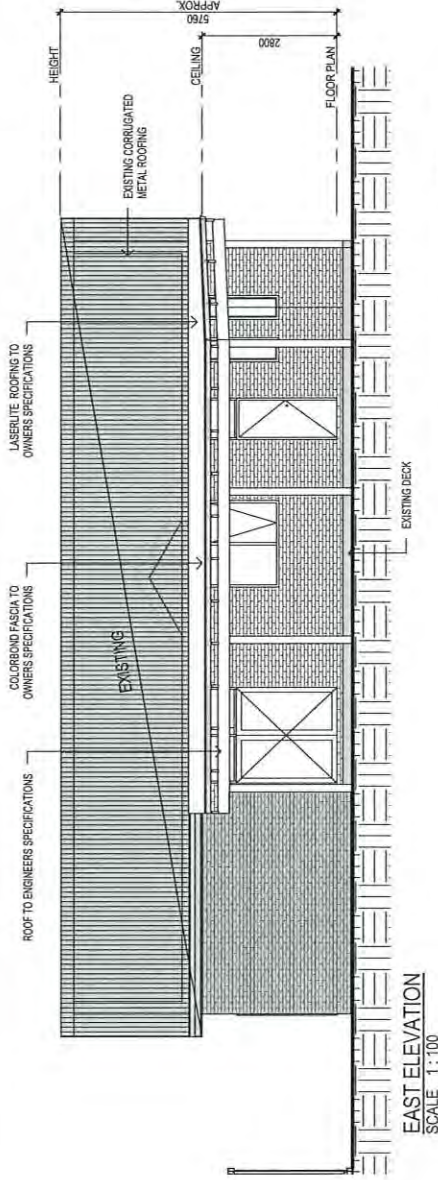 ROOF TO ENGINEERS SPECIFICATIONS
COLORBOND FASCIA TO
OWNERS SPECIFICATIONS
LASERLITE ROOFING TO
OWNERS SPECIFICATIONS
EXISTING CORRUGATED
METAL ROOFING
EXISTING
HEIGHT
CEILING
FLOOR PLAN
5760
APPROX.
2800
EXISTING DECK
EAST ELEVATION
SCALE 1:100